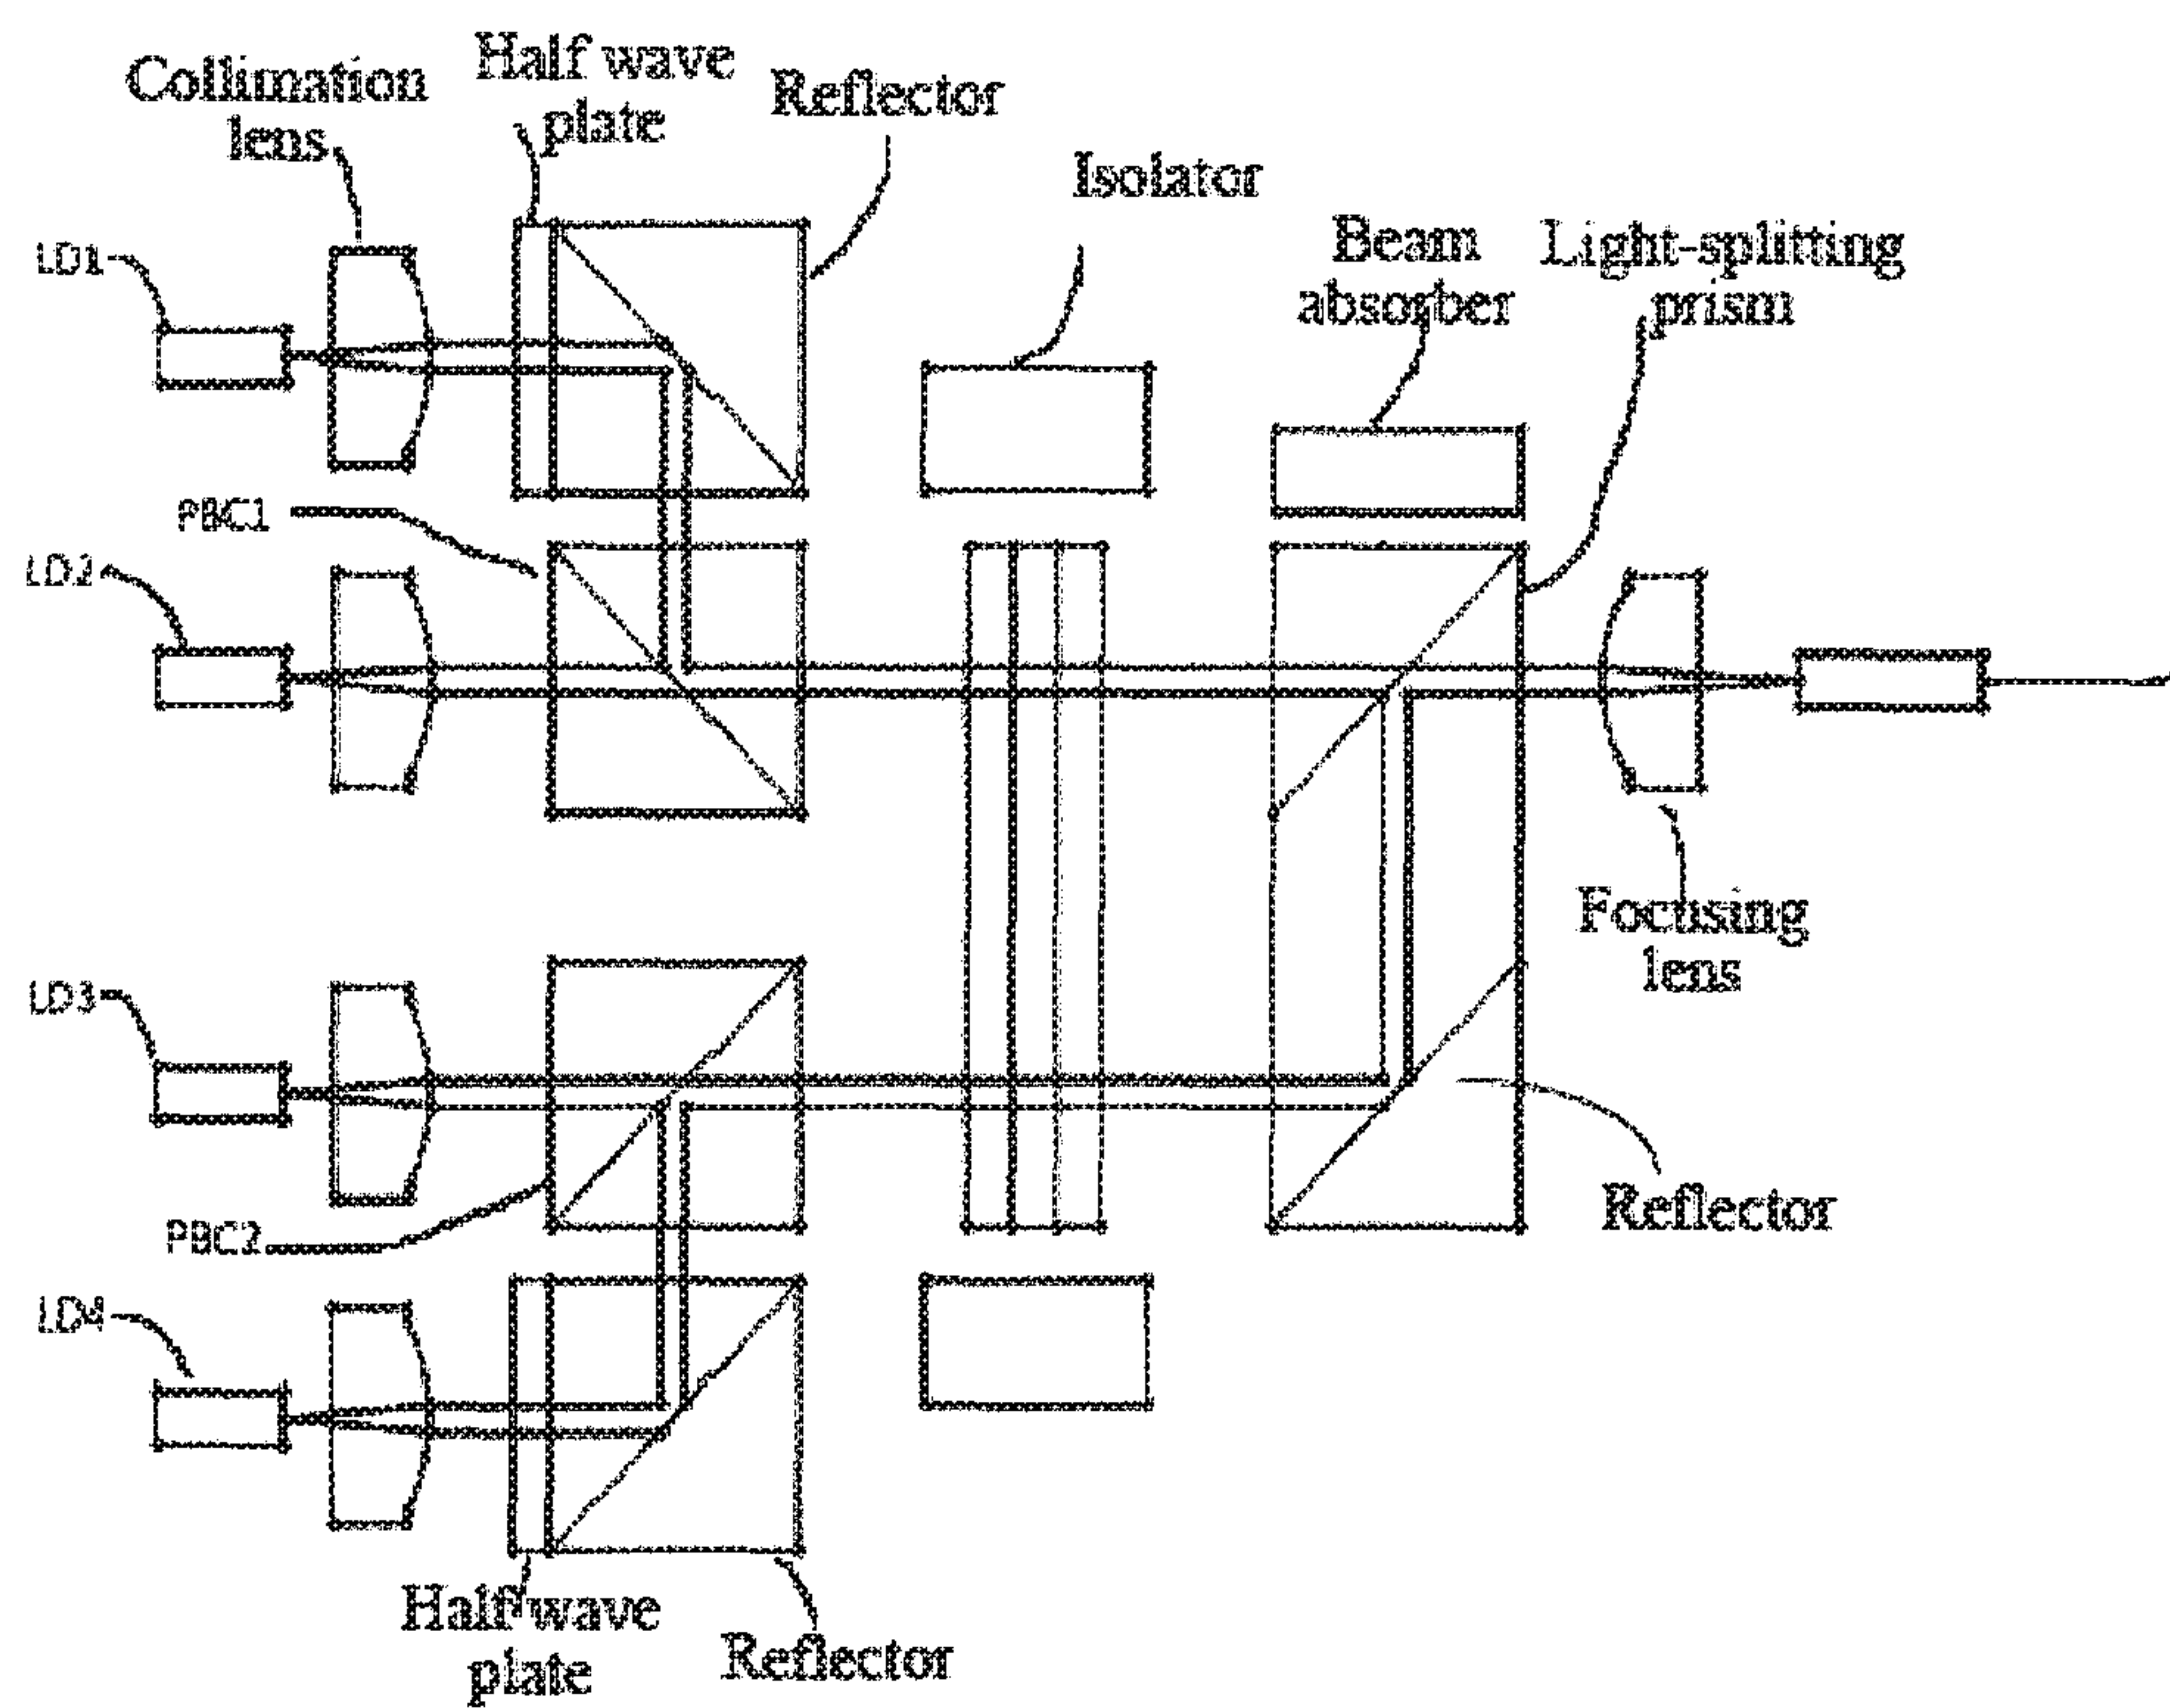 Collimation
lens
Half wave
plate
Reflector
Isolator
Beam
absorber
Light-splitting
prism
LD1
PBC1
LD2
Focusing
lens
LD3
PBC2
Reflector
LD4
Half wave
plate
Reflector